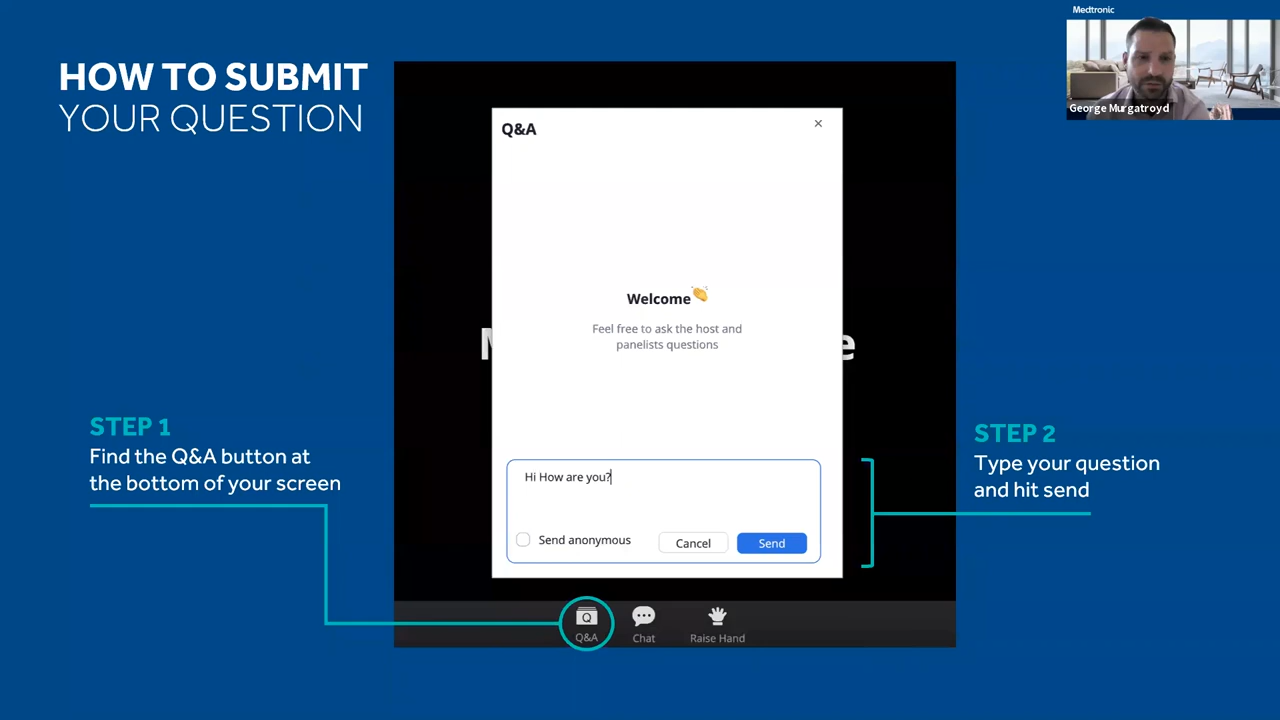 Medtronic
George Murgatroyd
HOW TO SUBMIT
YOUR QUESTION
Q&A
Welcome
Feel free to ask the host and
panelists questions
STEP 1
Find the Q&A button at
the bottom of your screen
STEP 2
Type your question
and hit send
Hi How are you?
Send anonymous
Cancel
Send
Q
Q&A
Chat
Raise Hand